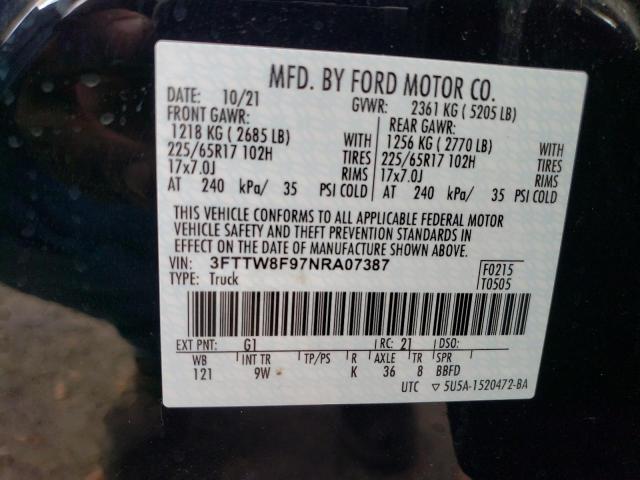 MFD. BY FORD MOTOR CO.
DATE: 10/21 GVWR: 2361 KG ( 5205 LB)
FRONT GAWR: REAR GAWR:
1218 KG ( 2685 LB) WITH 1256 KG ( 2770 LB) WITH
225/65R17 102H TIRES 225/65R17 102H TIRES
17x7.0J RIMS 17x7.0J RIMS
AT 240 kPa/ 35 PSI COLD AT 240 kPa/ 35 PSI COLD
THIS VEHICLE CONFORMS TO ALL APPLICABLE FEDERAL MOTOR
VEHICLE SAFETY AND THEFT PREVENTION STANDARDS IN
EFFECT ON THE DATE OF MANUFACTURE SHOWN ABOVE.
VIN: 3FTTW8F97NRA07387 F0215
TYPE: Truck T0505
EXT PNT: G1 RC: 21 DSO:
WB INT TR TP/PS R AXLE TR SPR
121 9W K 36 8 BBFD
UTC ▽ 5U5A-1520472-BA